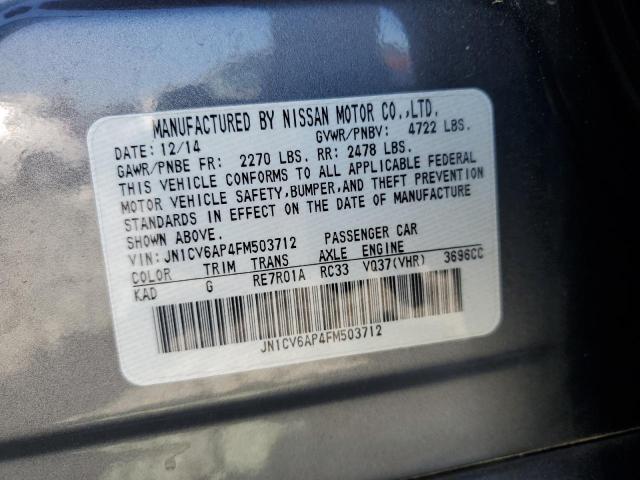 MANUFACTURED BY NISSAN MOTOR CO.,LTD.
DATE: 12/14 GVWR/PNBV: 4722 LBS.
GAWR/PNBE FR: 2270 LBS. RR: 2478 LBS.
THIS VEHICLE CONFORMS TO ALL APPLICABLE FEDERAL
MOTOR VEHICLE SAFETY,BUMPER,AND THEFT PREVENTION
STANDARDS IN EFFECT ON THE DATE OF MANUFACTURE
SHOWN ABOVE.
VIN: JN1CV6AP4FM503712 PASSENGER CAR
COLOR TRIM TRANS AXLE ENGINE
KAD G RE7R01A RC33 VQ37(VHR) 3696CC
JN1CV6AP4FM503712